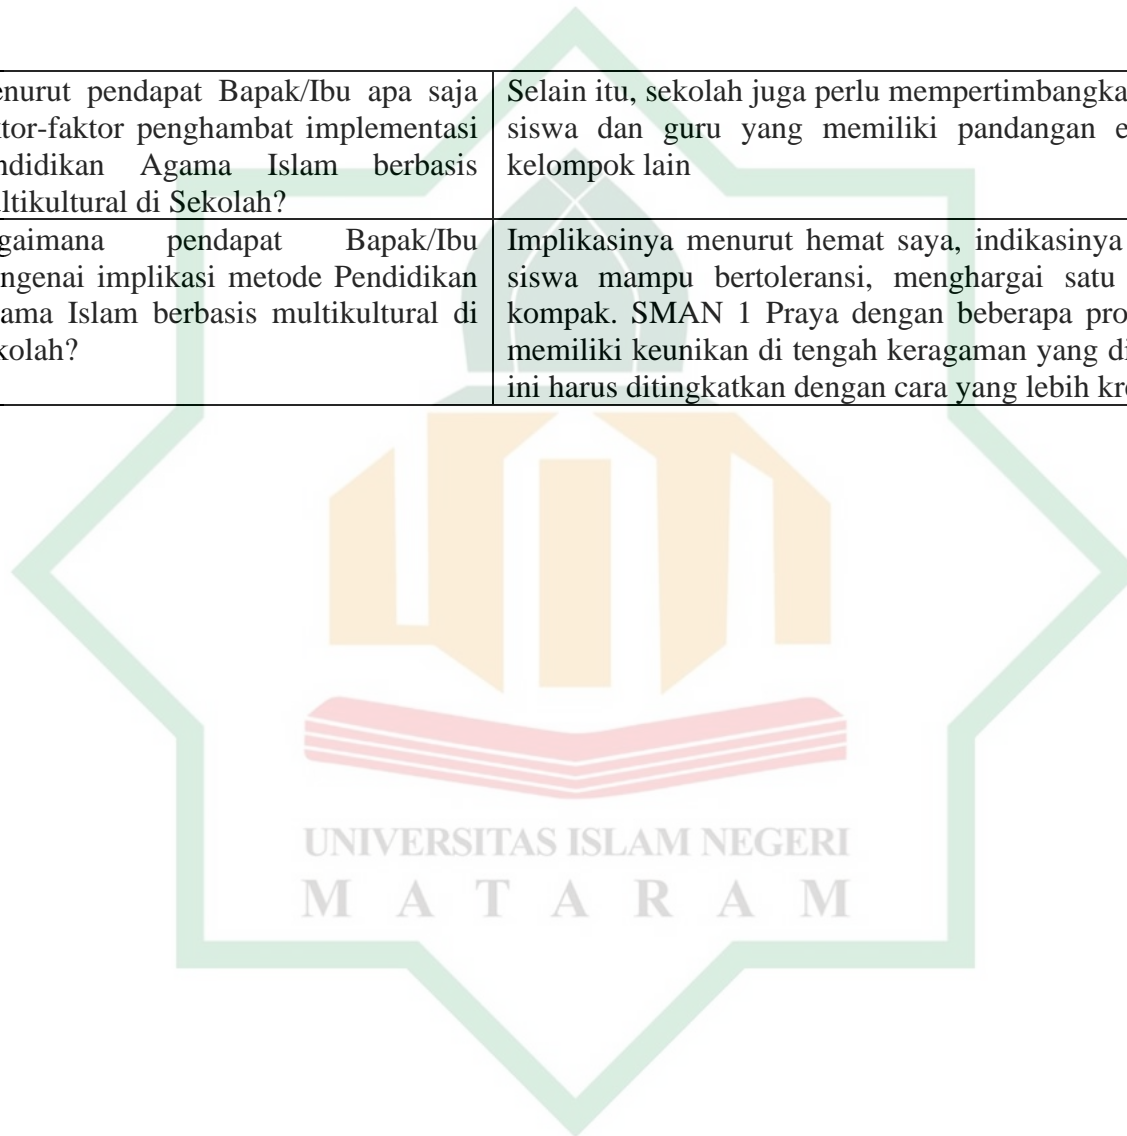 enurut pendapat Bapak/Ibu apa saja
ktor-faktor penghambat implementasi
ndidikan Agama Islam berbasis
ltikultural di Sekolah?
Selain itu, sekolah juga perlu mempertimbangka
siswa dan guru yang memiliki pandangan e
kelompok lain
gaimana pendapat Bapak/Ibu
ngenai implikasi metode Pendidikan
ama Islam berbasis multikultural di
kolah?
Implikasinya menurut hemat saya, indikasinya
siswa mampu bertoleransi, menghargai satu
kompak. SMAN 1 Praya dengan beberapa pro
memiliki keunikan di tengah keragaman yang di
ini harus ditingkatkan dengan cara yang lebih kr
UNIVERSITAS ISLAM NEGERI
M A T A R A M